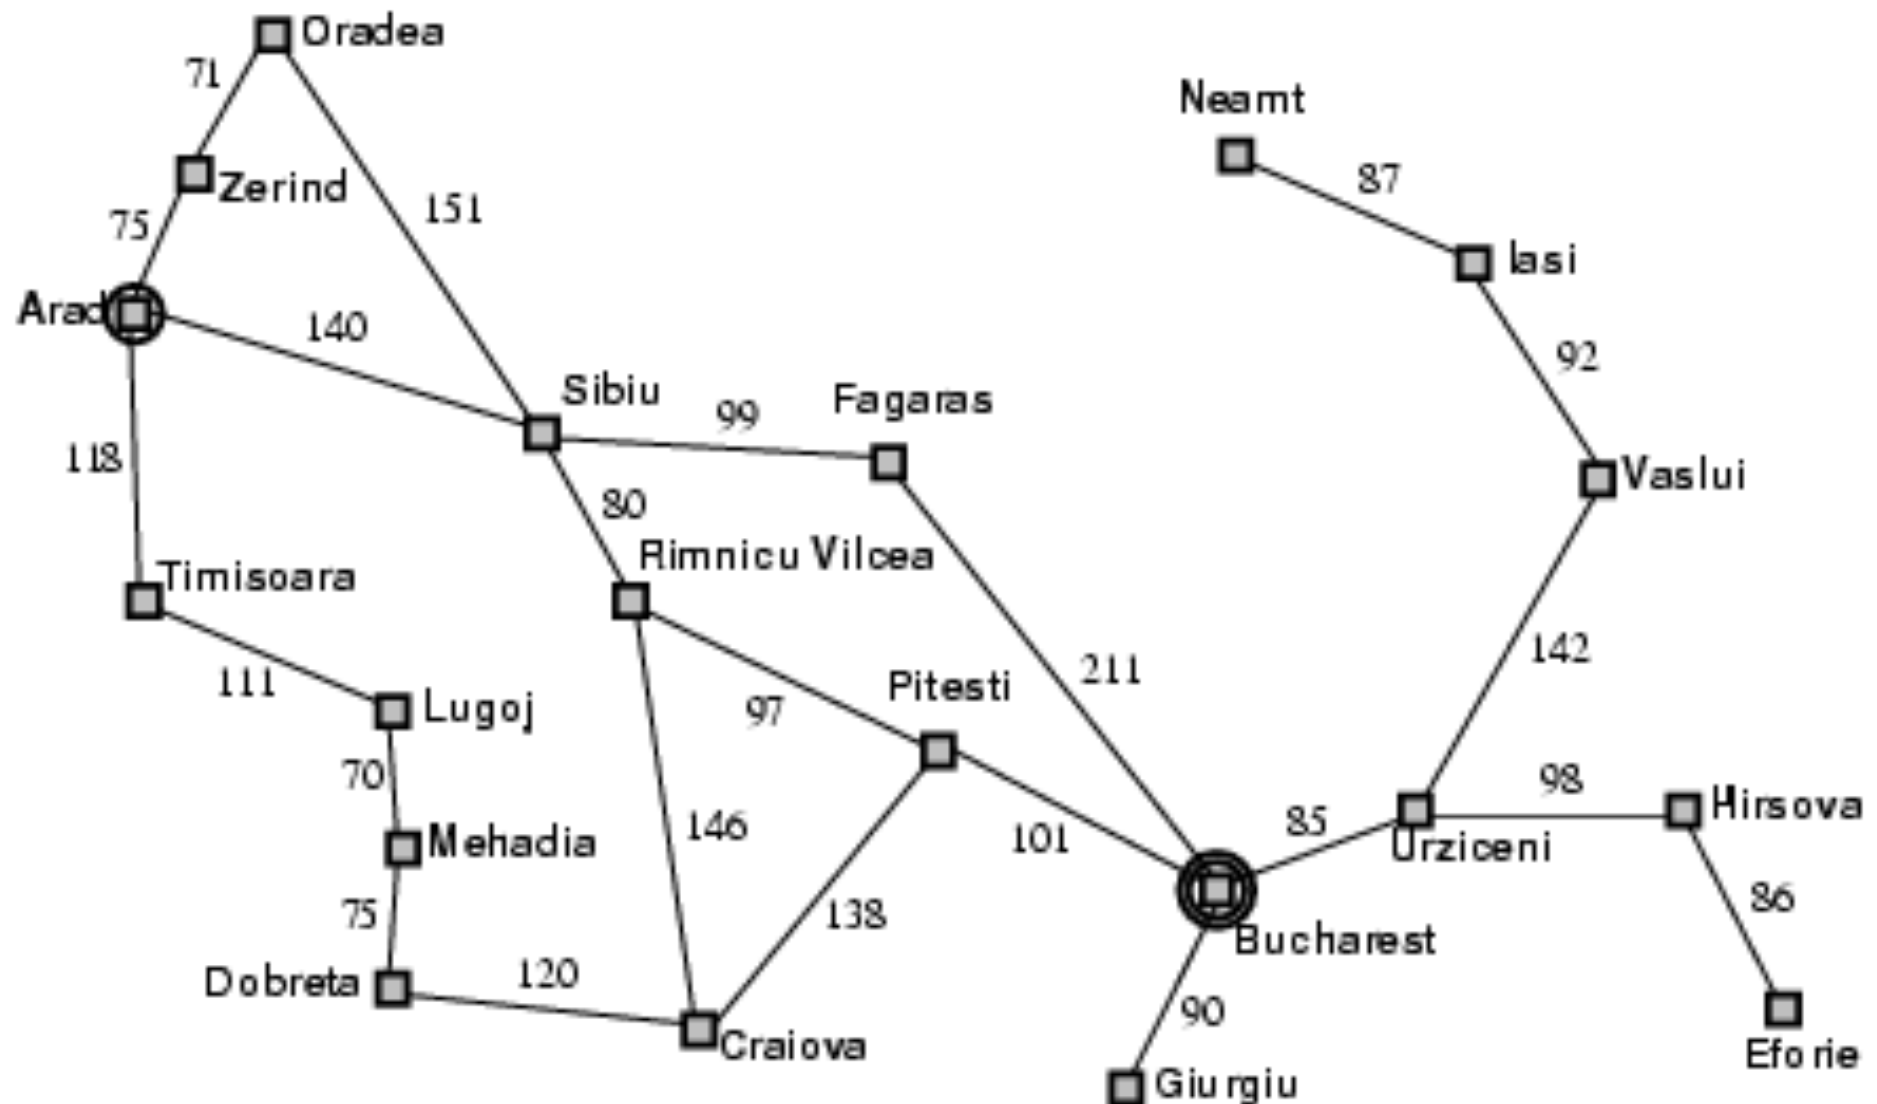 Oradea
71
Neamt
Zerind
87
151
75
Iasi
Arad
140
92
Sibiu
Fagaras
99
118
Vaslui
80
Rimnicu Vilcea
Timisoara
142
211
111
Pitesti
Lugoj
97
70
98
Hirsova
146
85
101
Mehadia
Urziceni
86
75
138
Bucharest
Dobreta
120
90
Craiova
Eforie
Giurgiu